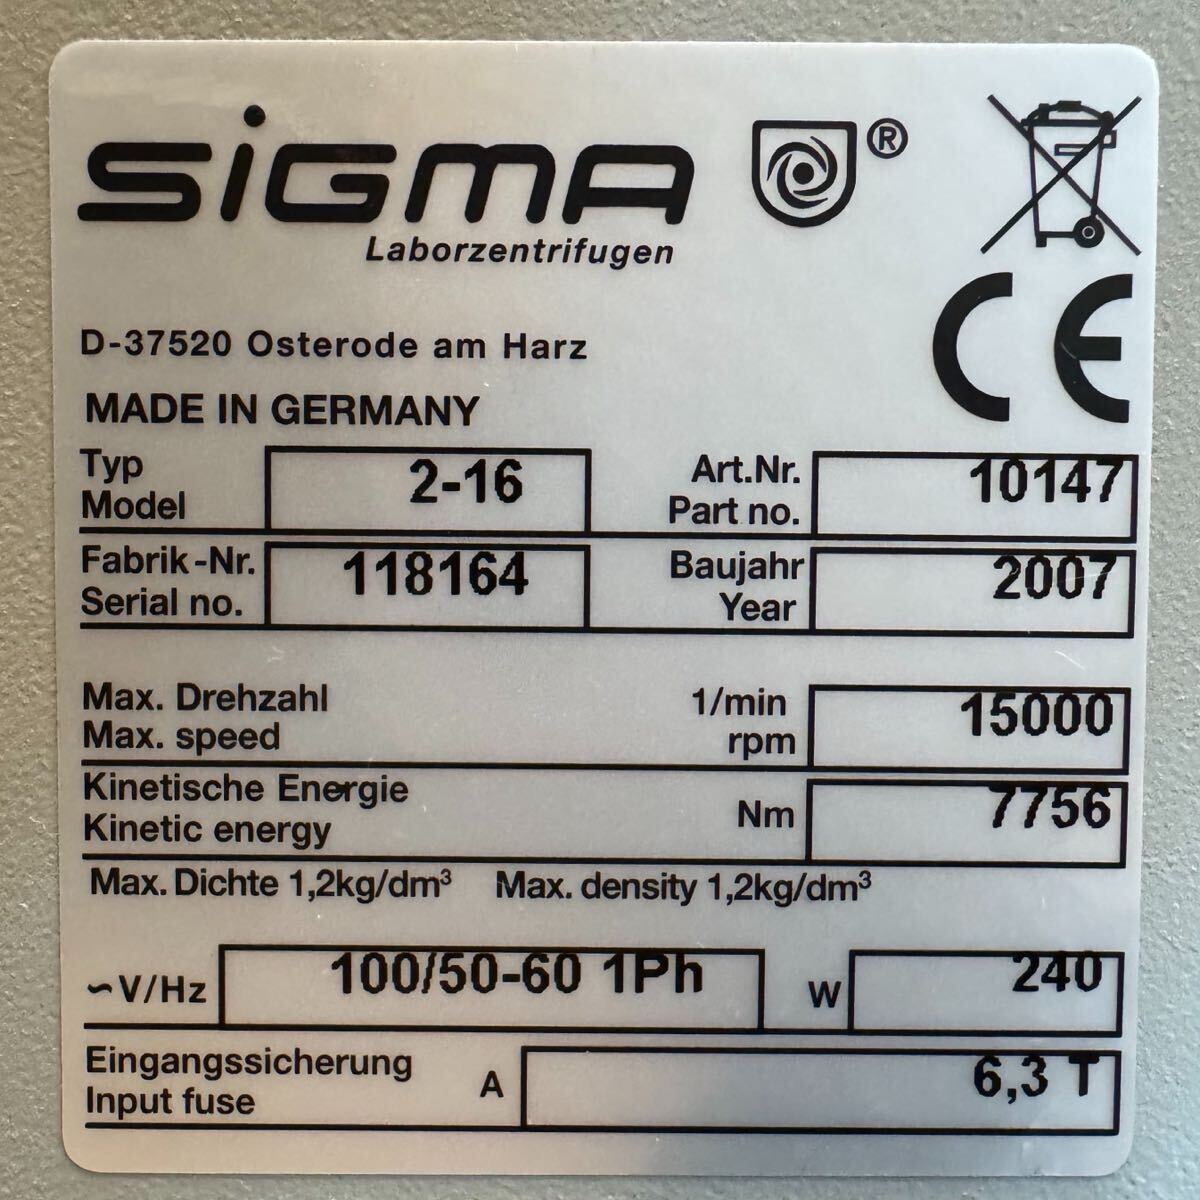 SIGMA ®
Laborzentrifugen
D-37520 Osterode am Harz
CE
MADE IN GERMANY
Typ 2-16 Art.Nr. 10147
Model Part no.
Fabrik-Nr. 118164 Baujahr 2007
Serial no. Year
Max. Drehzahl 1/min 15000
Max. speed rpm
Kinetische Energie Nm 7756
Kinetic energy
Max. Dichte 1,2kg/dm³ Max. density 1,2kg/dm³
~V/Hz 100/50-60 1Ph W 240
Eingangssicherung A 6,3 T
Input fuse